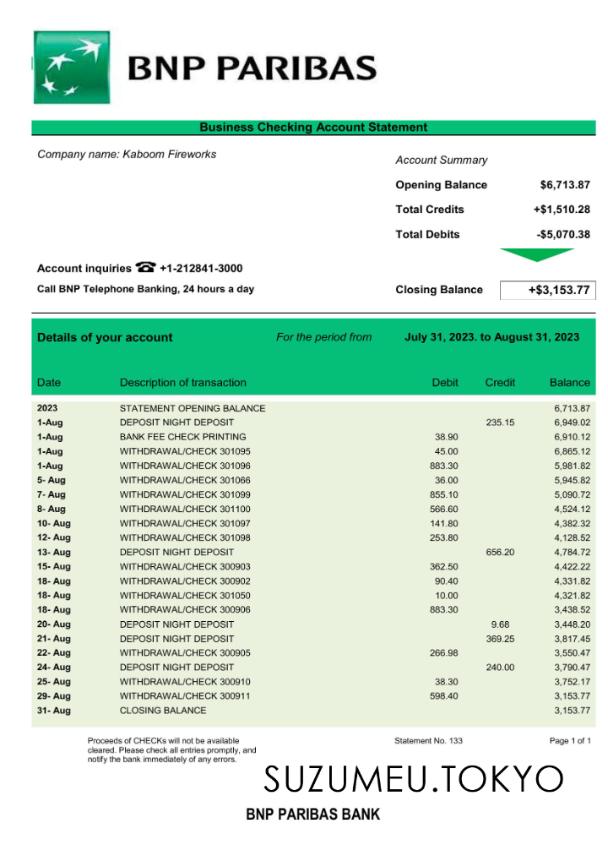 BNP PARIBAS
Business Checking Account Statement
Company name: Kaboom Fireworks
Account Summary
Opening Balance $6,713.87
Total Credits +$1,510.28
Total Debits -$5,070.38
Account inquiries ☎ +1-212841-3000
Call BNP Telephone Banking, 24 hours a day
Closing Balance +$3,153.77
Details of your account For the period from July 31, 2023. to August 31, 2023
Date Description of transaction Debit Credit Balance
2023 STATEMENT OPENING BALANCE 6,713.87
1-Aug DEPOSIT NIGHT DEPOSIT 235.15 6,949.02
1-Aug BANK FEE CHECK PRINTING 38.90 6,910.12
1-Aug WITHDRAWAL/CHECK 301095 45.00 6,865.12
1-Aug WITHDRAWAL/CHECK 301096 883.30 5,981.82
5- Aug WITHDRAWAL/CHECK 301066 36.00 5,945.82
7- Aug WITHDRAWAL/CHECK 301099 855.10 5,090.72
8- Aug WITHDRAWAL/CHECK 301100 566.60 4,524.12
10- Aug WITHDRAWAL/CHECK 301097 141.80 4,382.32
12- Aug WITHDRAWAL/CHECK 301098 253.80 4,128.52
13- Aug DEPOSIT NIGHT DEPOSIT 656.20 4,784.72
15- Aug WITHDRAWAL/CHECK 300903 362.50 4,422.22
18- Aug WITHDRAWAL/CHECK 300902 90.40 4,331.82
18- Aug WITHDRAWAL/CHECK 301050 10.00 4,321.82
18- Aug WITHDRAWAL/CHECK 300906 883.30 3,438.52
20- Aug DEPOSIT NIGHT DEPOSIT 9.68 3,448.20
21- Aug DEPOSIT NIGHT DEPOSIT 369.25 3,817.45
22- Aug WITHDRAWAL/CHECK 300905 266.98 3,550.47
24- Aug DEPOSIT NIGHT DEPOSIT 240.00 3,790.47
25- Aug WITHDRAWAL/CHECK 300910 38.30 3,752.17
29- Aug WITHDRAWAL/CHECK 300911 598.40 3,153.77
31- Aug CLOSING BALANCE 3,153.77
Proceeds of CHECKs will not be available
cleared. Please check all entries promptly, and
notify the bank immediately of any errors.
Statement No. 133
Page 1 of 1
SUZUMEU.TOKYO
BNP PARIBAS BANK